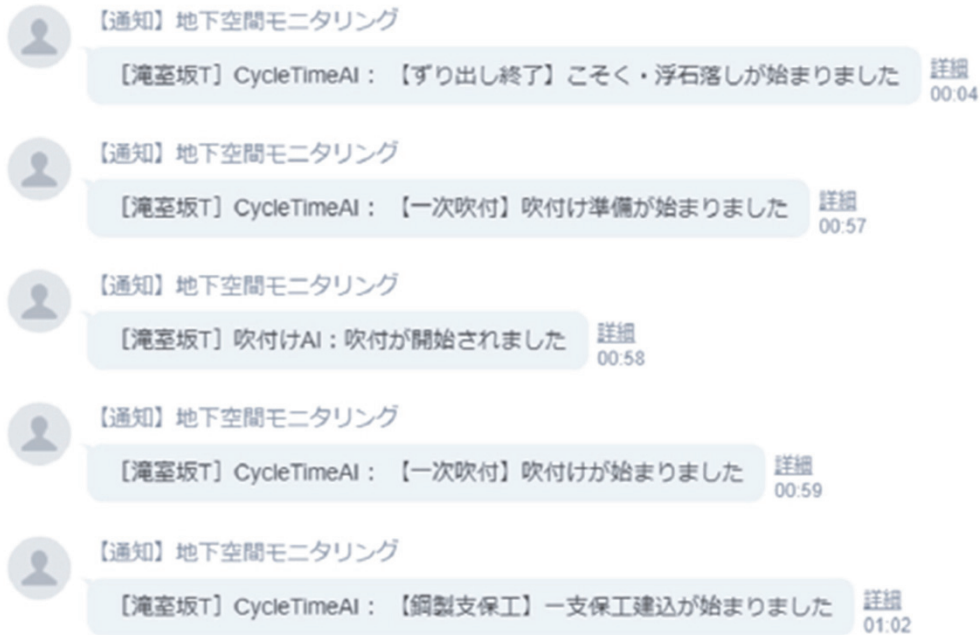 【通知】地下空間モニタリング
［滝室坂T］CycleTimeAI：【ずり出し終了】こそく・浮石落しが始まりました
詳細
00:04
【通知】地下空間モニタリング
［滝室坂T］CycleTimeAI：【一次吹付】吹付け準備が始まりました
詳細
00:57
【通知】地下空間モニタリング
［滝室坂T］吹付けAI：吹付が開始されました
詳細
00:58
【通知】地下空間モニタリング
［滝室坂T］CycleTimeAI：【一次吹付】吹付けが始まりました
詳細
00:59
【通知】地下空間モニタリング
［滝室坂T］CycleTimeAI：【鋼製支保工】ー支保工建込が始まりました
詳細
01:02